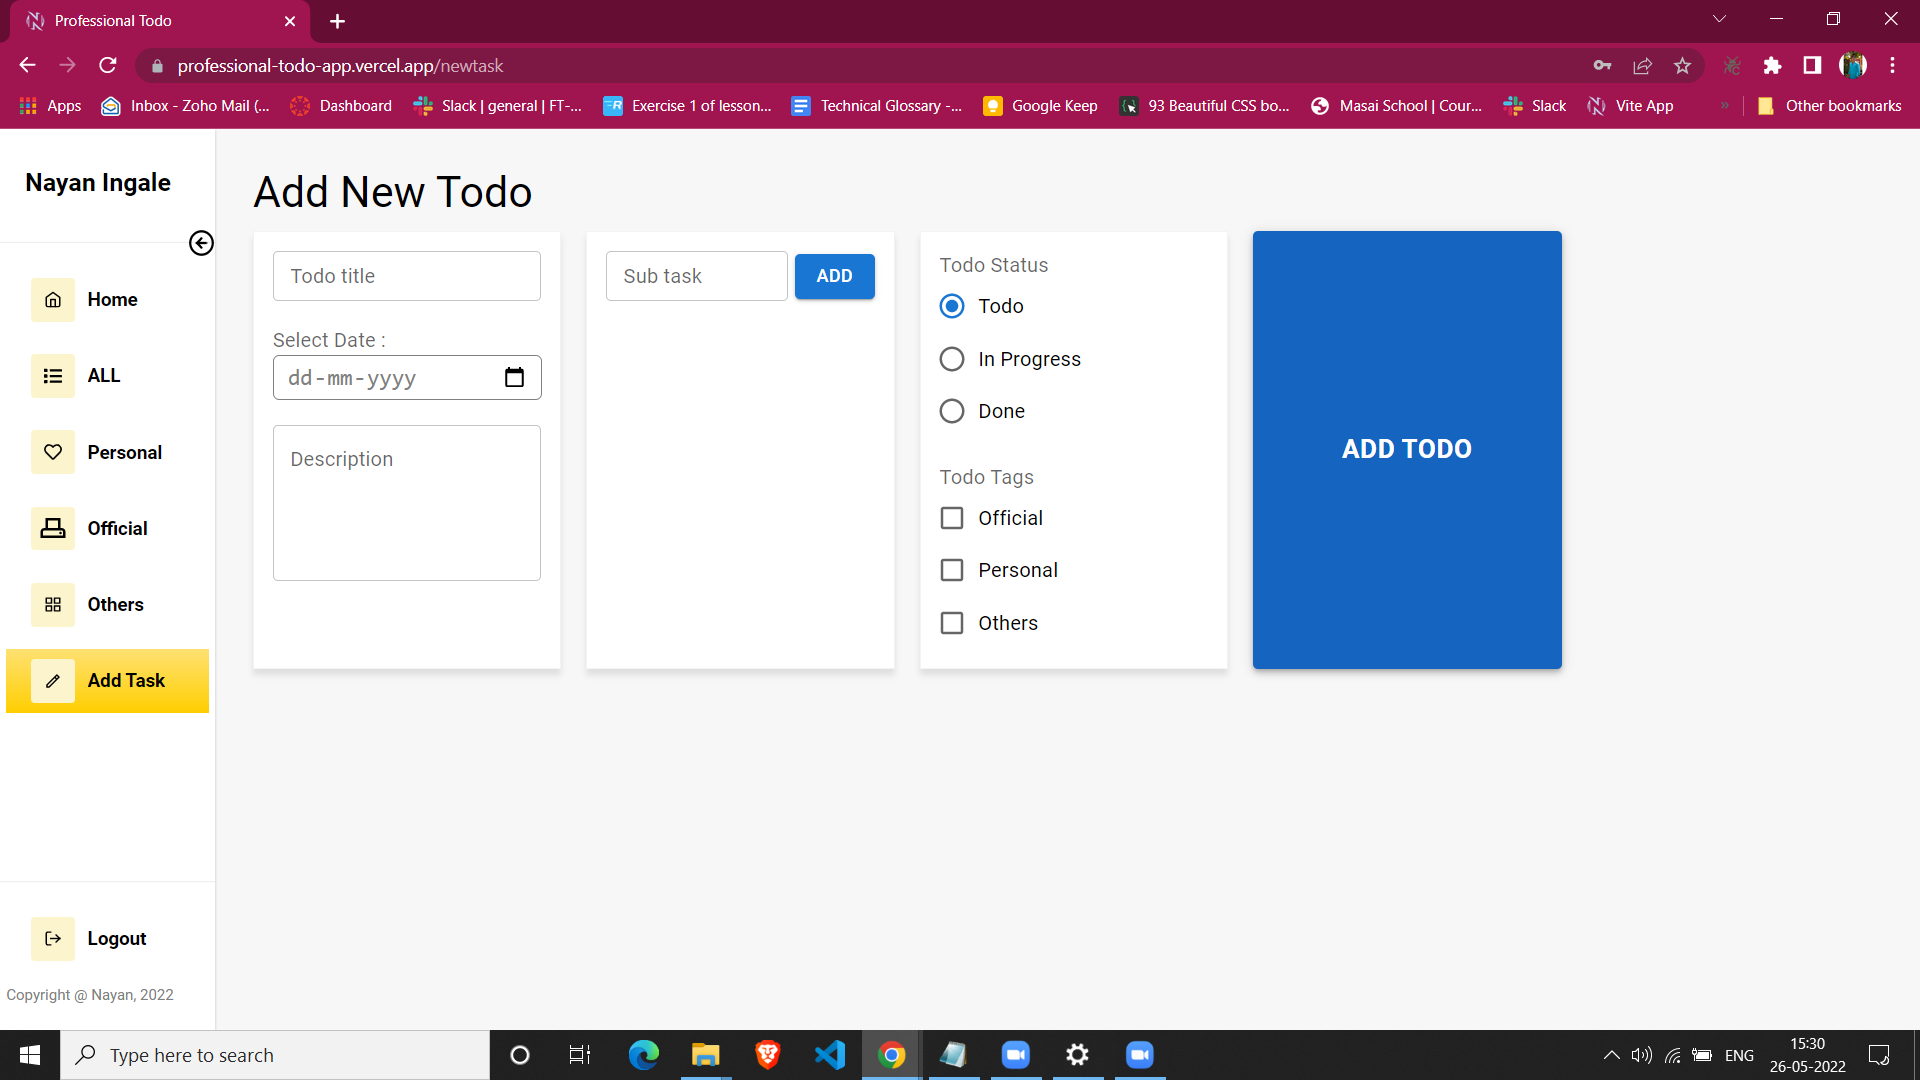 Professional Todo
professional-todo-app.vercel.app/newtask
Apps
Inbox - Zoho Mail (...
Dashboard
Slack | general | FT-...
Exercise 1 of lesson...
Technical Glossary -...
Google Keep
93 Beautiful CSS bo...
Masai School | Cour...
Slack
Vite App
Other bookmarks
Nayan Ingale
Home
ALL
Personal
Official
Others
Add Task
Logout
Copyright @ Nayan, 2022
Add New Todo
Todo title
Select Date :
dd-mm-yyyy
Description
Sub task
ADD
Todo Status
Todo
In Progress
Done
Todo Tags
Official
Personal
Others
ADD TODO
Type here to search
ENG
15:30
26-05-2022